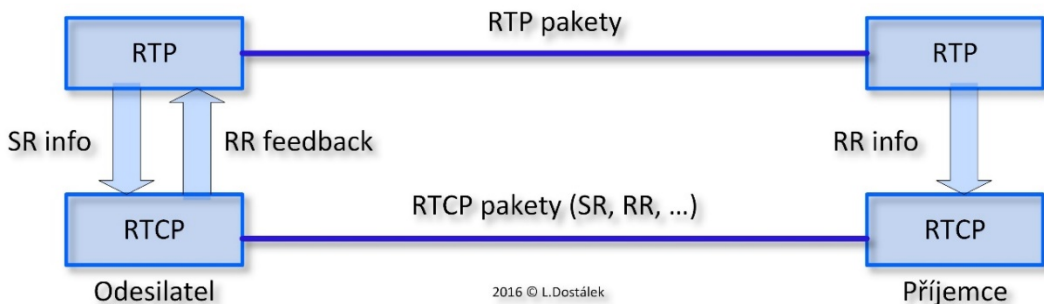 RTP pakety
RTP
RTP
SR info
RR feedback
RR info
RTCP pakety (SR, RR, ...)
RTCP
RTCP
Odesilatel
2016 © L.Dostálek
Příjemce